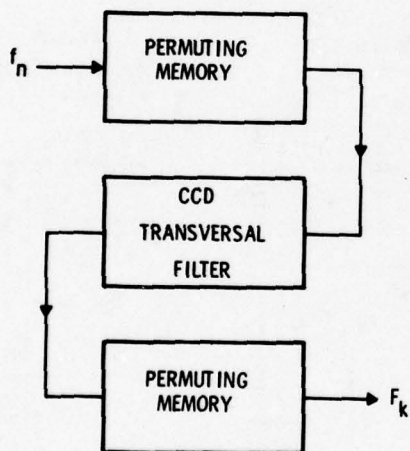 f_n
PERMUTING
MEMORY
CCD
TRANSVERSAL
FILTER
PERMUTING
MEMORY
F_k